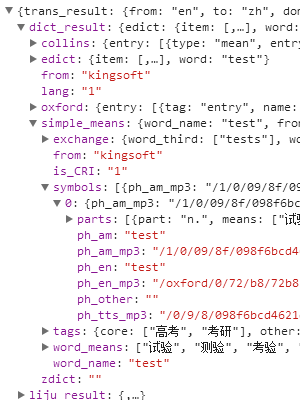 ▼ {trans_result: {from: "en", to: "zh", dom
▼ dict_result: {edict: {item: [,…], word:
▶ collins: {entry: [{type: "mean", entry
▶ edict: {item: [,…], word: "test"}
from: "kingsoft"
lang: "1"
▶ oxford: {entry: [{tag: "entry", name:
▼ simple_means: {word_name: "test", from
▶ exchange: {word_third: ["tests"], wo
from: "kingsoft"
is_CRI: "1"
▼ symbols: [{ph_am_mp3: "/1/0/09/8f/09
▼ 0: {ph_am_mp3: "/1/0/09/8f/098f6bc
▶ parts: [{part: "n.", means: ["试验
ph_am: "test"
ph_am_mp3: "/1/0/09/8f/098f6bcd4
ph_en: "test"
ph_en_mp3: "/oxford/0/72/b8/72b8
ph_other: ""
ph_tts_mp3: "/0/9/8/098f6bcd4621
▶ tags: {core: ["高考", "考研"], other:
▶ word_means: ["试验", "测验", "考验",
word_name: "test"
zdict: ""
▶ liju_result: {,…}